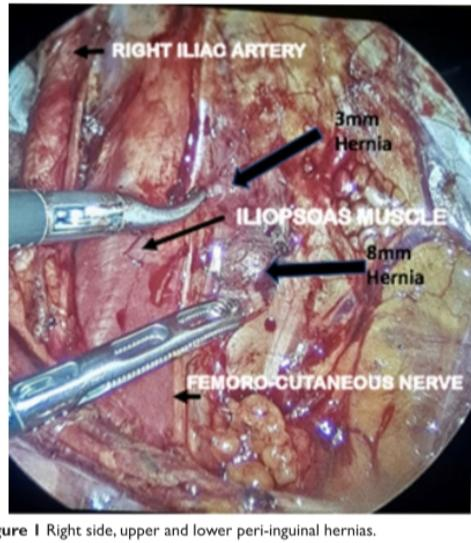 RIGHT ILIAC ARTERY
3mm
Hernia
ILIOPSOAS MUSCLE
8mm
Hernia
FEMORO-CUTANEOUS NERVE
gure 1 Right side, upper and lower peri-inguinal hernias.